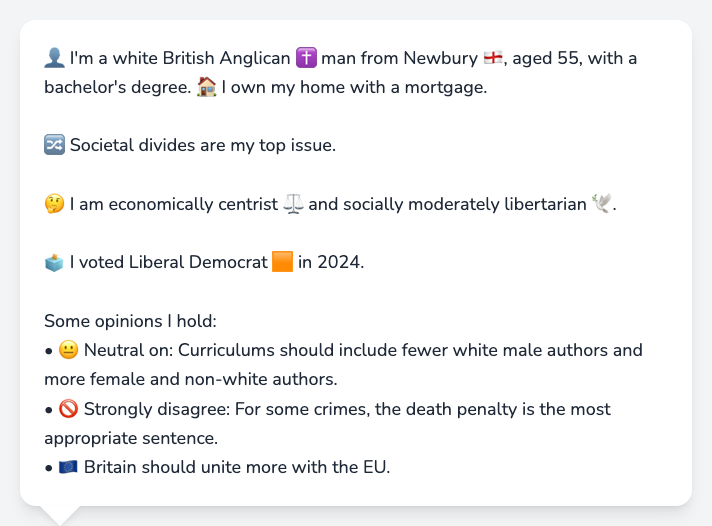 👤 I'm a white British Anglican ✝️ man from Newbury 🏴󠁧󠁢󠁥󠁮󠁧󠁿, aged 55, with a
bachelor's degree. 🏠 I own my home with a mortgage.
🔀 Societal divides are my top issue.
🤔 I am economically centrist ⚖️ and socially moderately libertarian 🕊️.
🗳️ I voted Liberal Democrat 🟧 in 2024.
Some opinions I hold:
• 😐 Neutral on: Curriculums should include fewer white male authors and
more female and non-white authors.
• 🚫 Strongly disagree: For some crimes, the death penalty is the most
appropriate sentence.
• 🇪🇺 Britain should unite more with the EU.